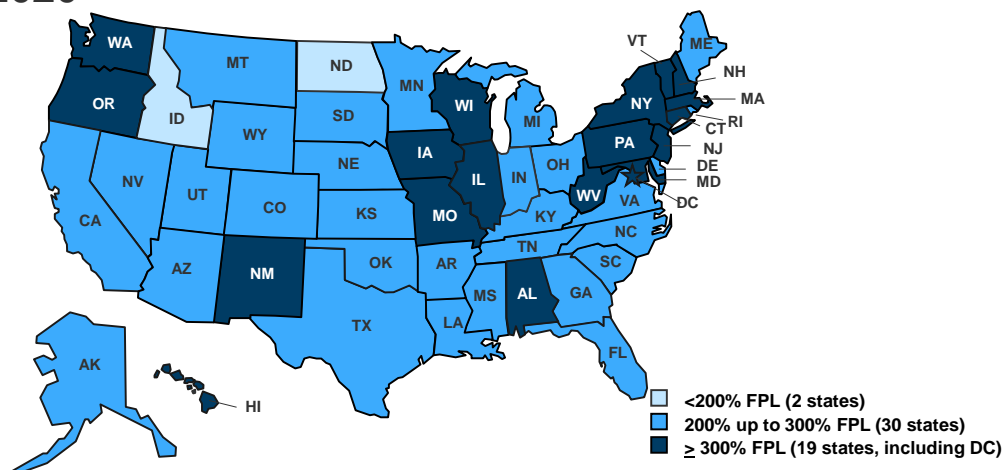 WA
VT
ME
MT
ND
MN
NH
OR
WI
NY
MA
ID
SD
MI
RI
WY
CT
PA
NJ
IA
NE
OH
DE
NV
IL
IN
MD
UT
WV
VA
DC
CO
CA
KS
MO
KY
NC
TN
OK
AR
SC
AZ
NM
MS
AL
GA
TX
LA
FL
AK
HI
<200% FPL (2 states)
200% up to 300% FPL (30 states)
≥ 300% FPL (19 states, including DC)